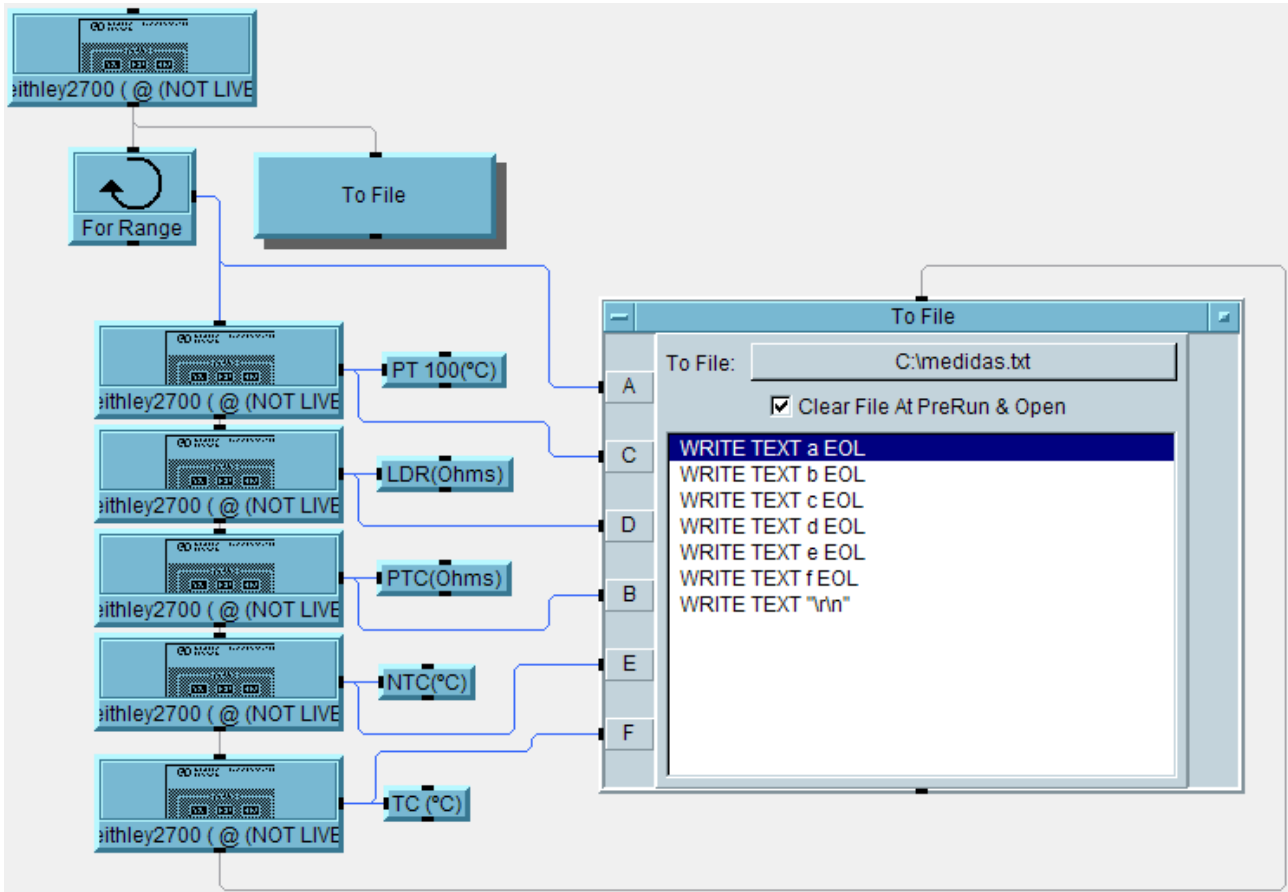 eithley2700 ( @ (NOT LIVE
For Range
To File
eithley2700 ( @ (NOT LIVE
PT 100(ºC)
eithley2700 ( @ (NOT LIVE
LDR(Ohms)
eithley2700 ( @ (NOT LIVE
PTC(Ohms)
eithley2700 ( @ (NOT LIVE
NTC(ºC)
eithley2700 ( @ (NOT LIVE
TC (ºC)
To File
To File:
C:\medidas.txt
Clear File At PreRun & Open
A
C
D
B
E
F
WRITE TEXT a EOL
WRITE TEXT b EOL
WRITE TEXT c EOL
WRITE TEXT d EOL
WRITE TEXT e EOL
WRITE TEXT f EOL
WRITE TEXT "\r\n"